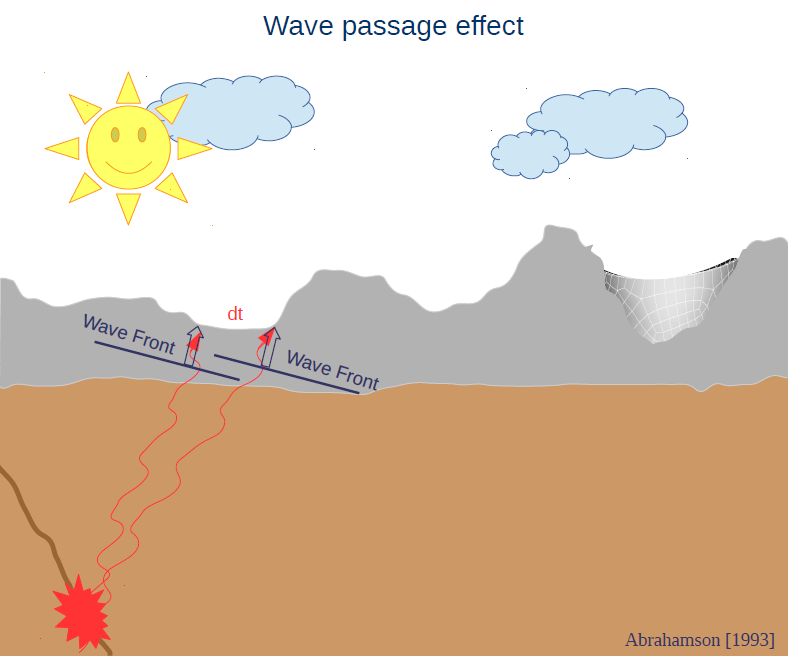 Wave passage effect
dt
Wave Front
Wave Front
Abrahamson [1993]